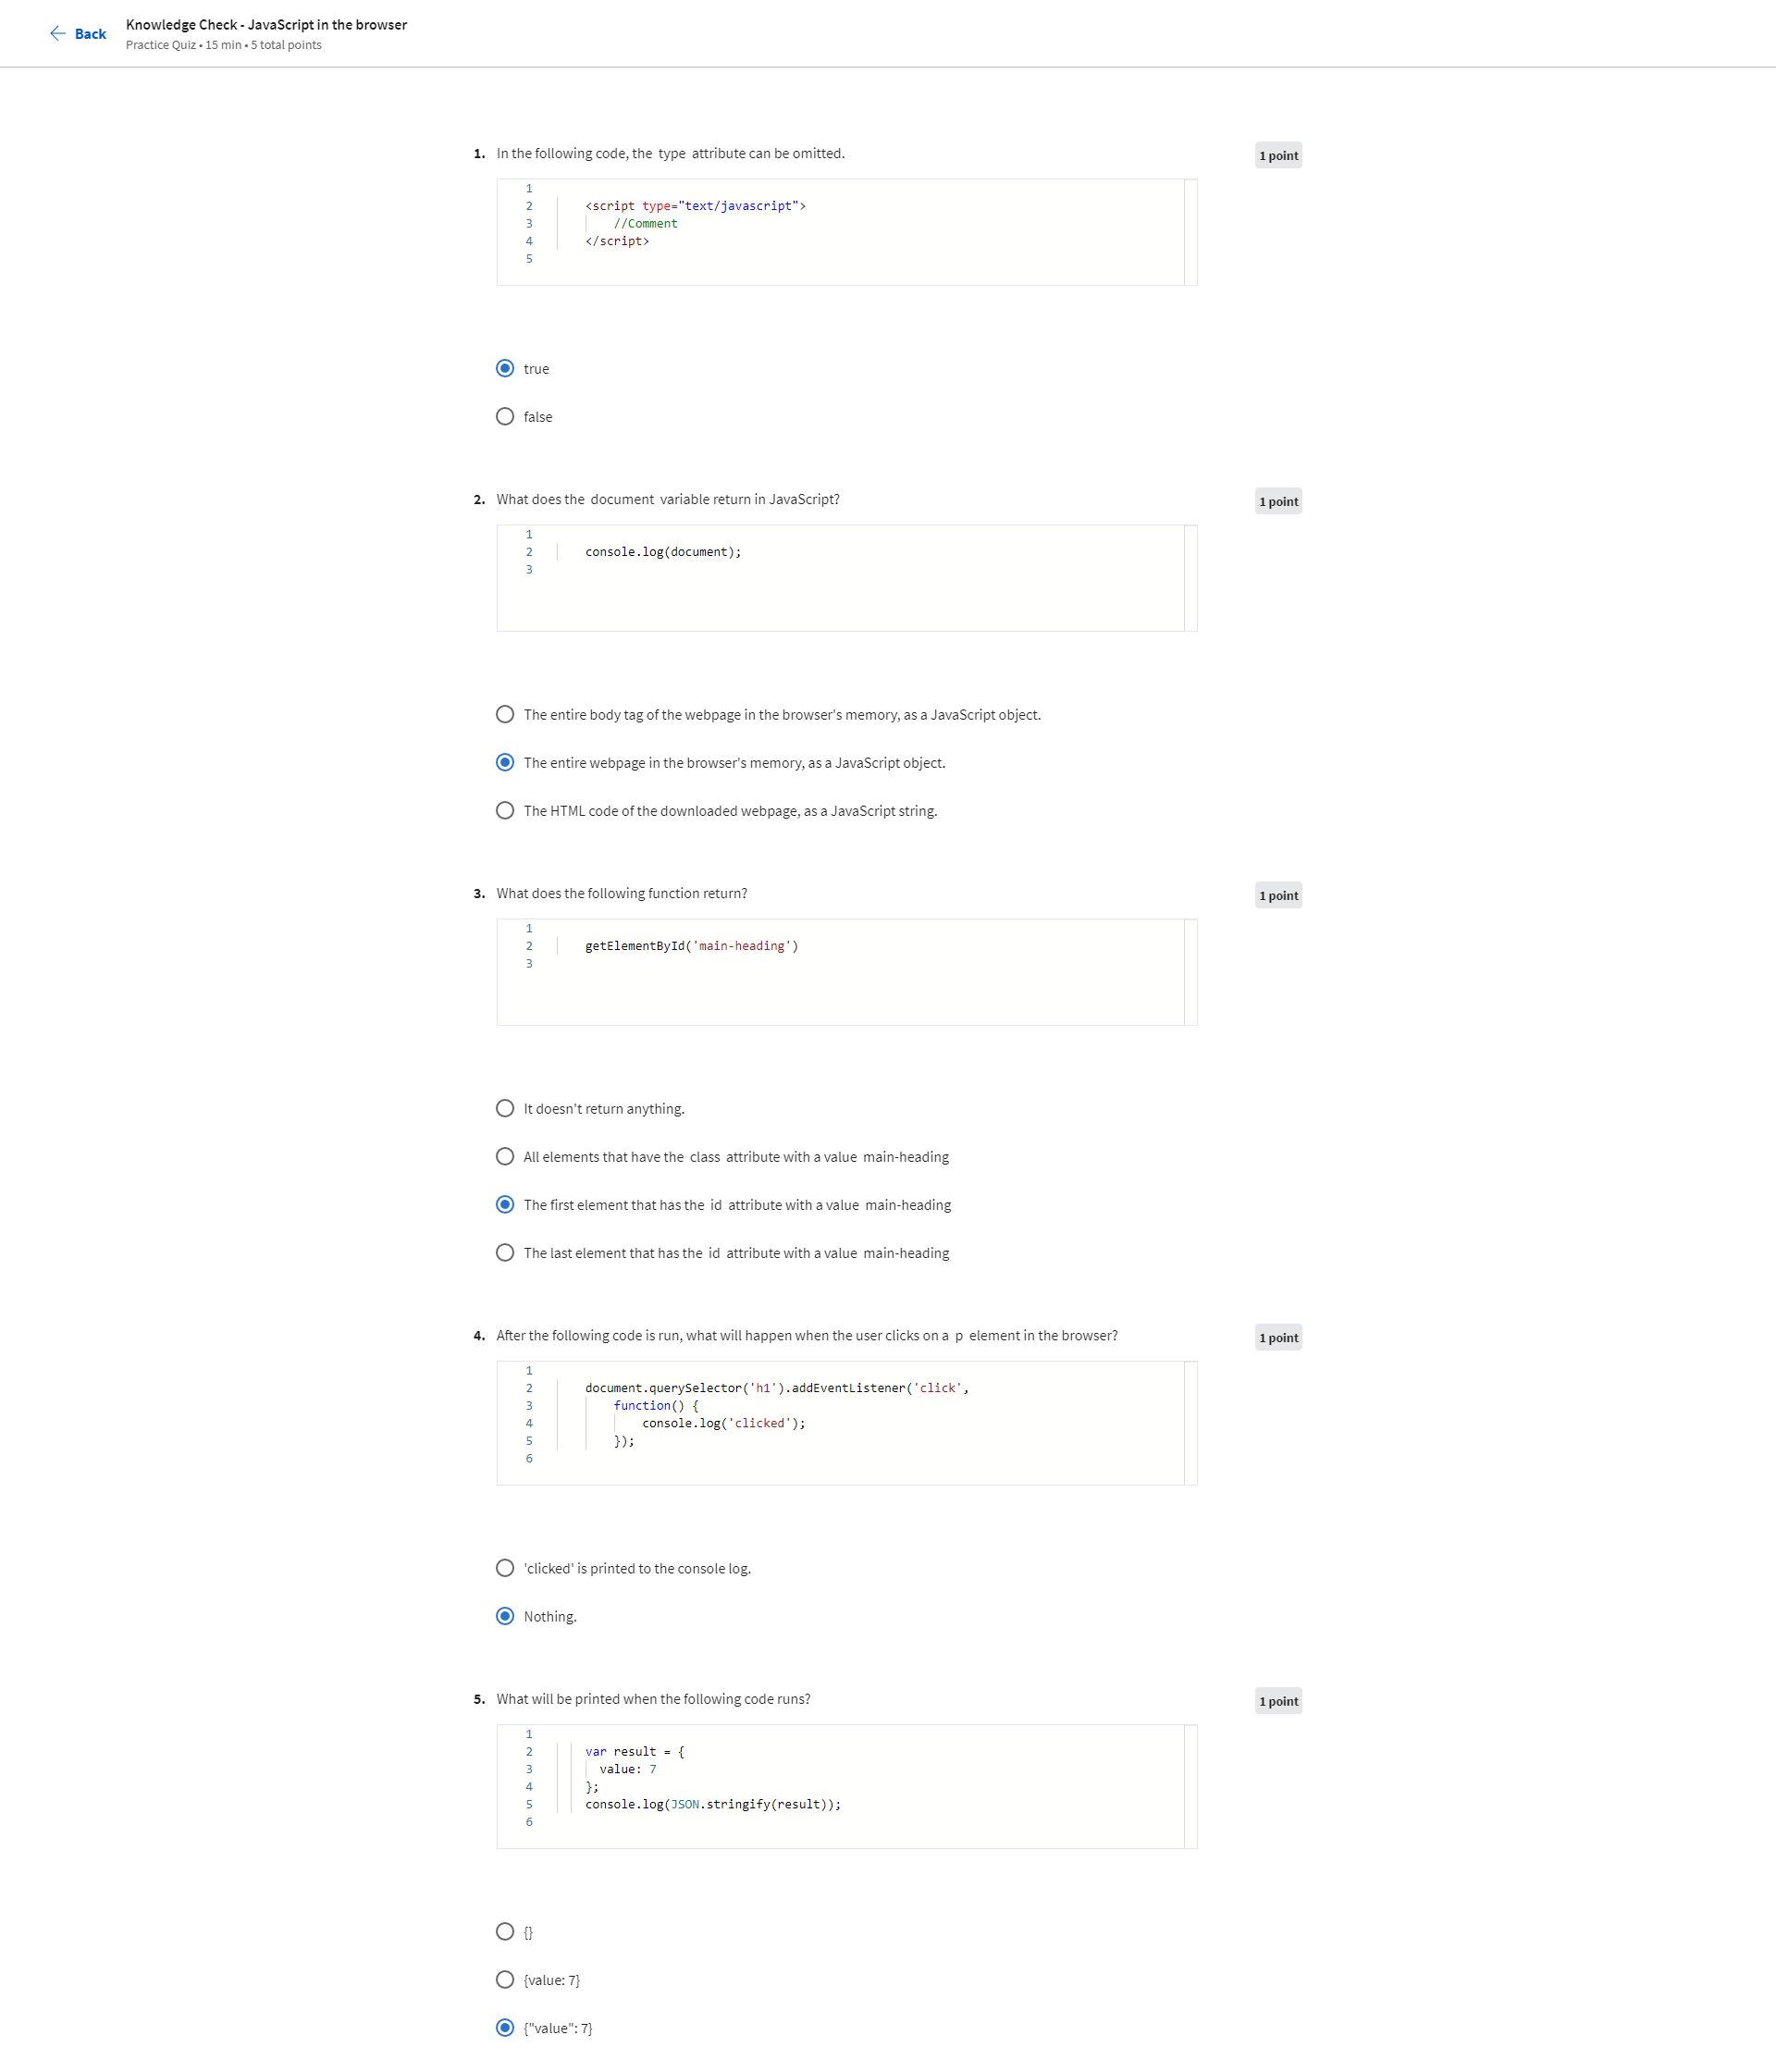 Back
Knowledge Check - JavaScript in the browser
Practice Quiz • 15 min • 5 total points
1. In the following code, the type attribute can be omitted.
1 point
1
2 <script type="text/javascript">
3 //Comment
4 </script>
5
true
false
2. What does the document variable return in JavaScript?
1 point
1
2 console.log(document);
3
The entire body tag of the webpage in the browser's memory, as a JavaScript object.
The entire webpage in the browser's memory, as a JavaScript object.
The HTML code of the downloaded webpage, as a JavaScript string.
3. What does the following function return?
1 point
1
2 getElementById('main-heading')
3
It doesn't return anything.
All elements that have the class attribute with a value main-heading
The first element that has the id attribute with a value main-heading
The last element that has the id attribute with a value main-heading
4. After the following code is run, what will happen when the user clicks on a p element in the browser?
1 point
1
2 document.querySelector('h1').addEventListener('click',
3 function() {
4 console.log('clicked');
5 });
6
'clicked' is printed to the console log.
Nothing.
5. What will be printed when the following code runs?
1 point
1
2 var result = {
3 value: 7
4 };
5 console.log(JSON.stringify(result));
6
{}
{value: 7}
{"value": 7}